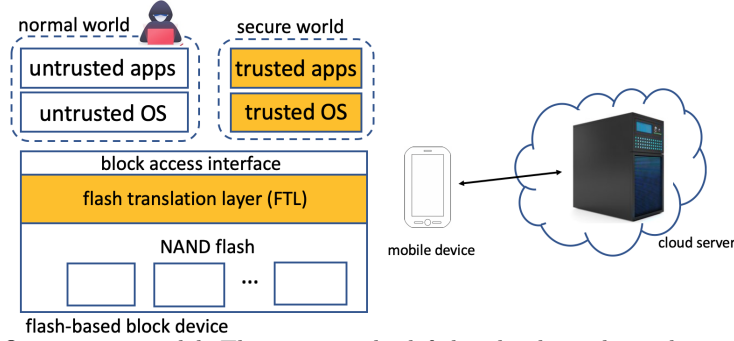 normal world
secure world
untrusted apps
untrusted OS
trusted apps
trusted OS
block access interface
flash translation layer (FTL)
NAND flash
...
flash-based block device
mobile device
cloud server